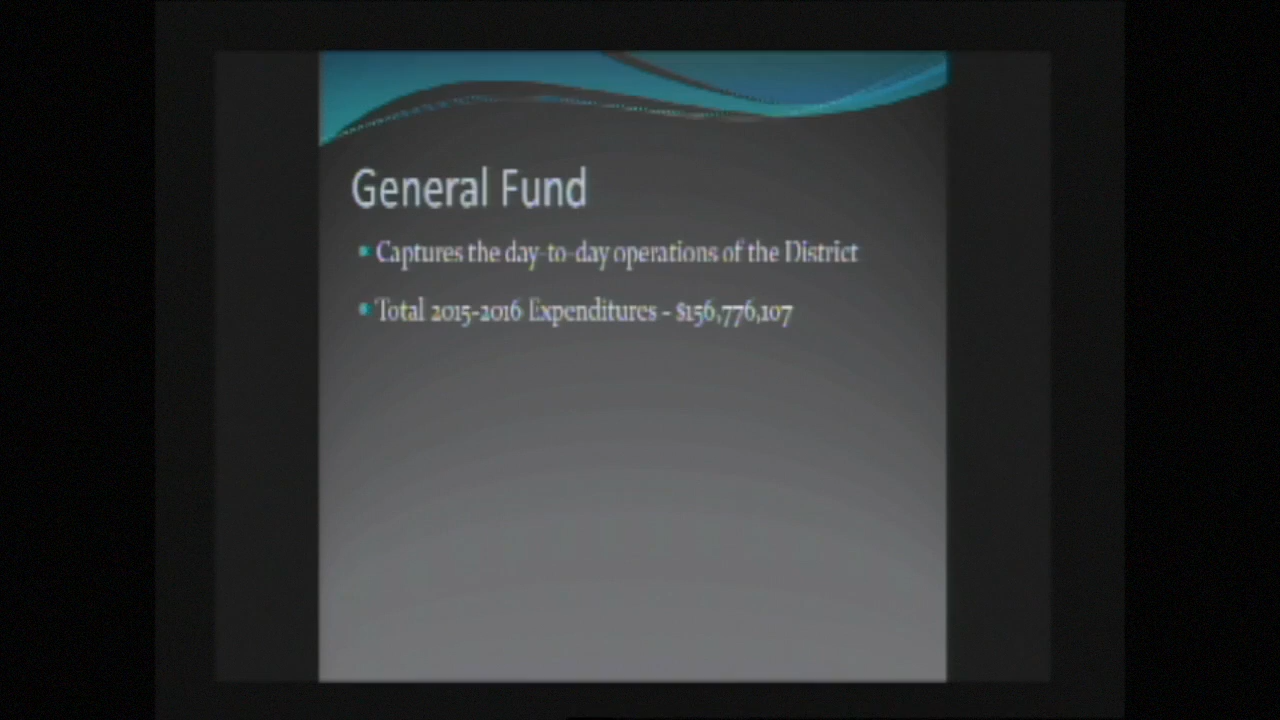 General Fund
Captures the day-to-day operations of the District
Total 2015-2016 Expenditures - $156,776,107